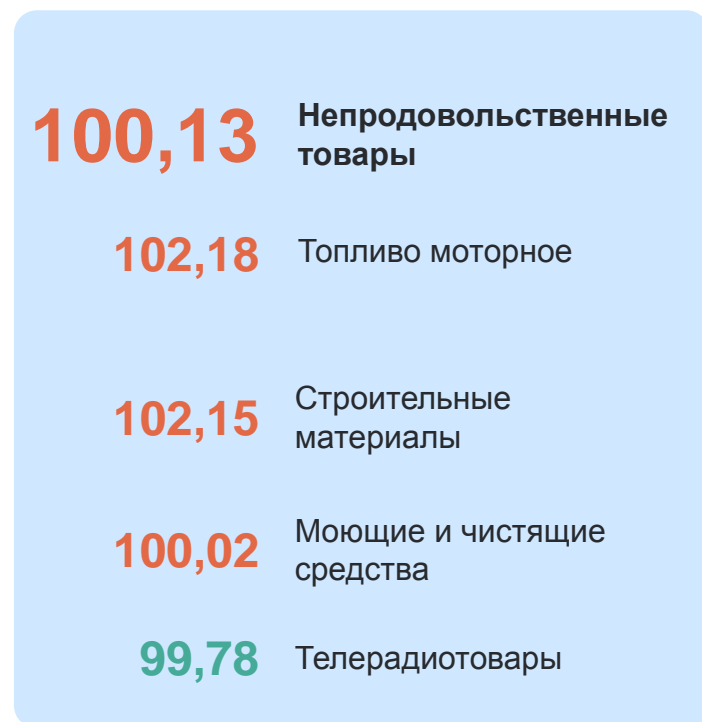 100,13 Непродовольственные
товары
102,18 Топливо моторное
102,15 Строительные
материалы
100,02 Моющие и чистящие
средства
99,78 Телерадиотовары